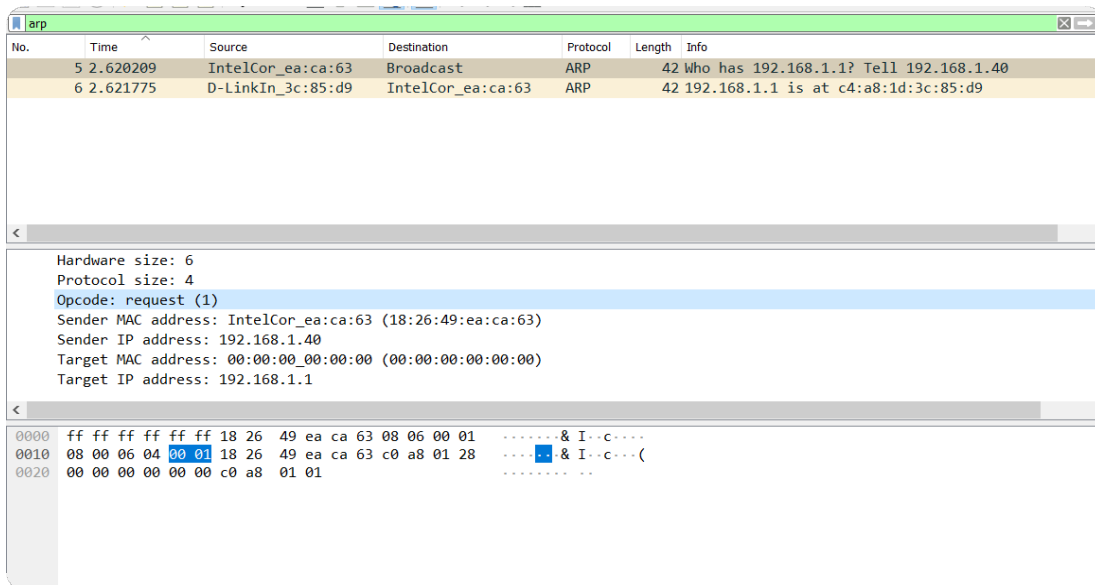 arp
No. Time Source Destination Protocol Length Info
5 2.620209 IntelCor_ea:ca:63 Broadcast ARP 42 Who has 192.168.1.1? Tell 192.168.1.40
6 2.621775 D-LinkIn_3c:85:d9 IntelCor_ea:ca:63 ARP 42 192.168.1.1 is at c4:a8:1d:3c:85:d9
Hardware size: 6
Protocol size: 4
Opcode: request (1)
Sender MAC address: IntelCor_ea:ca:63 (18:26:49:ea:ca:63)
Sender IP address: 192.168.1.40
Target MAC address: 00:00:00_00:00:00 (00:00:00:00:00:00)
Target IP address: 192.168.1.1
0000 ff ff ff ff ff ff 18 26 49 ea ca 63 08 06 00 01 ·······& I··c····
0010 08 00 06 04 00 01 18 26 49 ea ca 63 c0 a8 01 28 ·······& I··c···(
0020 00 00 00 00 00 00 c0 a8 01 01 ········ ··